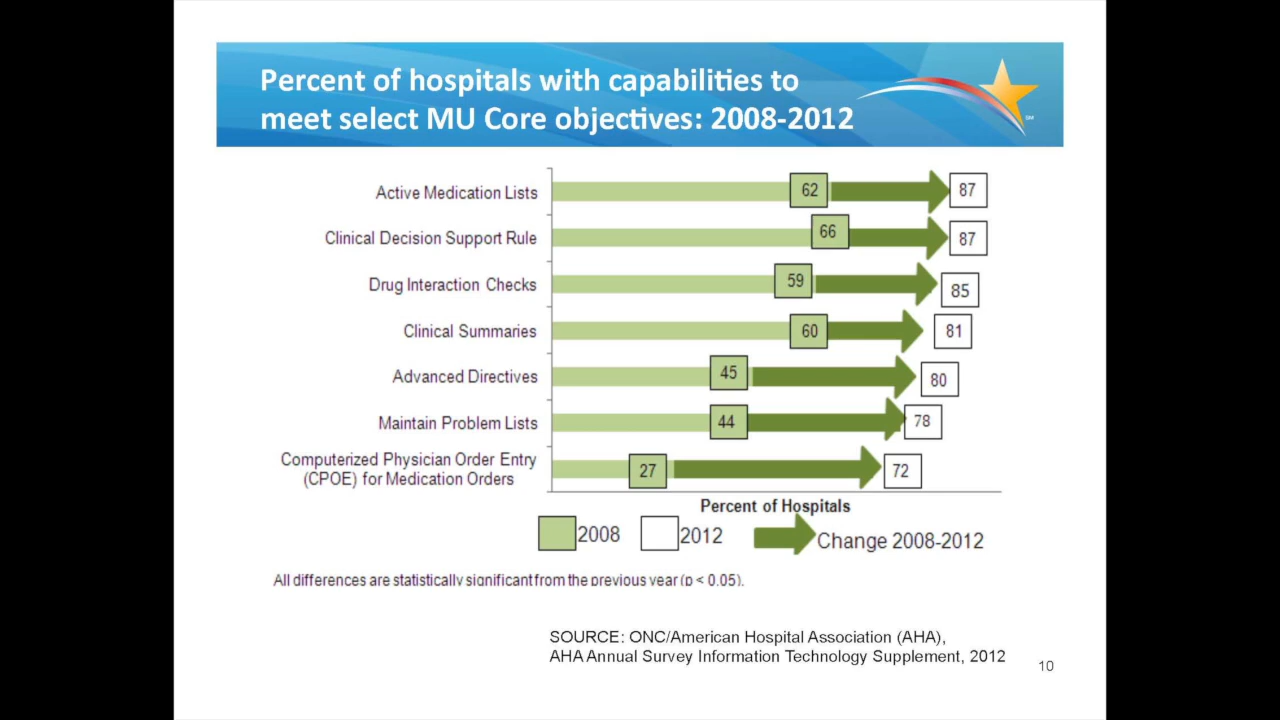 Percent of hospitals with capabilities to
meet select MU Core objectives: 2008-2012
SM
Active Medication Lists 62 87
Clinical Decision Support Rule 66 87
Drug Interaction Checks 59 85
Clinical Summaries 60 81
Advanced Directives 45 80
Maintain Problem Lists 44 78
Computerized Physician Order Entry
(CPOE) for Medication Orders 27 72
Percent of Hospitals
2008 2012 Change 2008-2012
All differences are statistically significant from the previous year (p < 0.05).
SOURCE: ONC/American Hospital Association (AHA),
AHA Annual Survey Information Technology Supplement, 2012
10